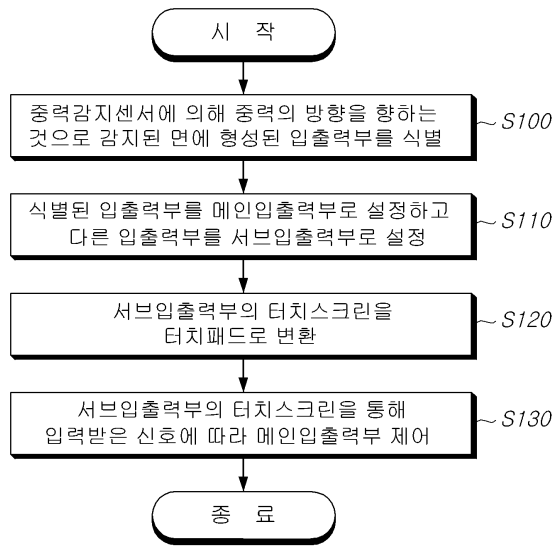 시 작
중력감지센서에 의해 중력의 방향을 향하는
것으로 감지된 면에 형성된 입출력부를 식별
S100
식별된 입출력부를 메인입출력부로 설정하고
다른 입출력부를 서브입출력부로 설정
S110
서브입출력부의 터치스크린을
터치패드로 변환
S120
서브입출력부의 터치스크린을 통해
입력받은 신호에 따라 메인입출력부 제어
S130
종 료